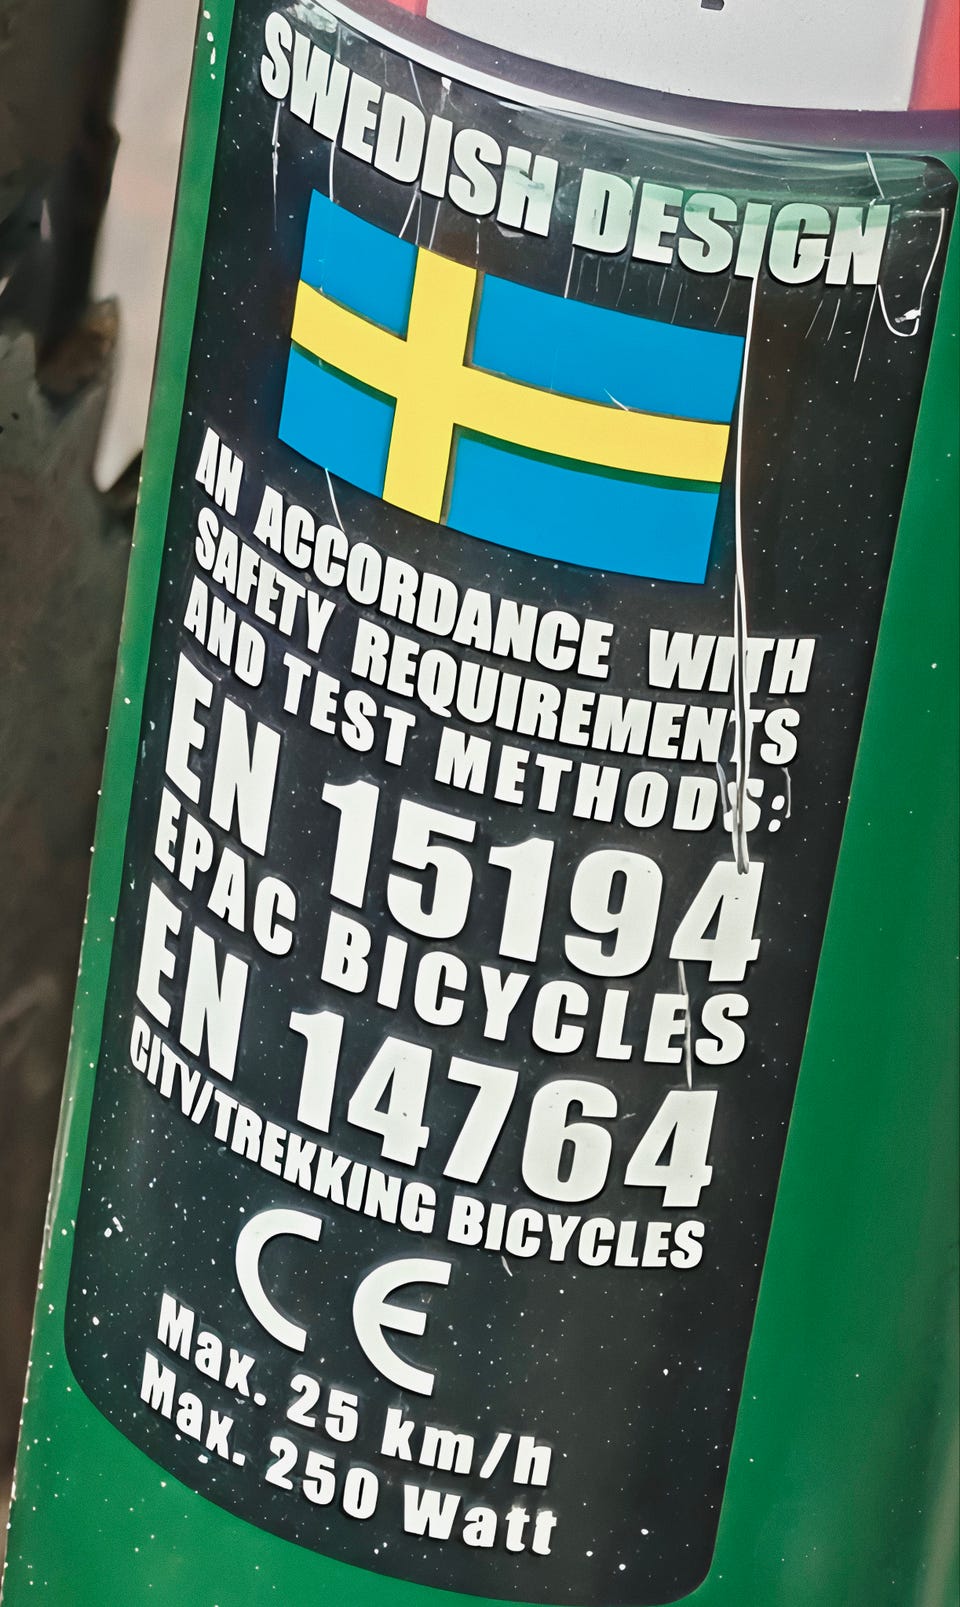 SWEDISH DESIGN
AN ACCORDANCE WITH
SAFETY REQUIREMENTS
AND TEST METHODS:
EN 15194
EPAC BICYCLES
EN 14764
CITY/TREKKING BICYCLES
CE
Max. 25 km/h
Max. 250 Watt